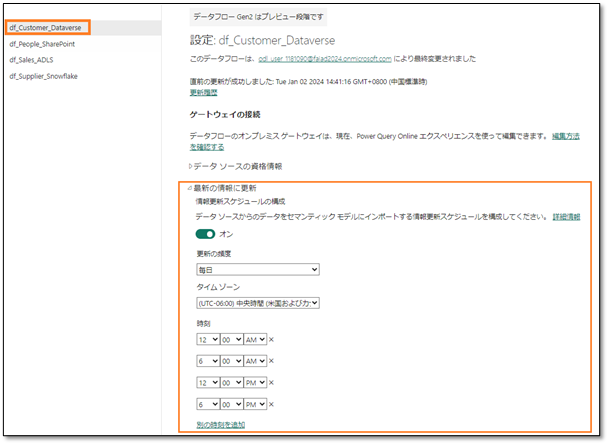 df_Customer_Dataverse
df_People_SharePoint
df_Sales_ADLS
df_Supplier_Snowflake
データフロー Gen2 はプレビュー段階です
設定: df_Customer_Dataverse
このデータフローは、odl_user_1181090@faiad2024.onmicrosoft.com により最終変更されました
直前の更新が成功しました: Tue Jan 02 2024 14:41:16 GMT+0800 (中国標準時)
更新履歴
ゲートウェイの接続
データフローのオンプレミス ゲートウェイは、現在、Power Query Online エクスペリエンスを使って編集できます。 編集方法
を確認する
データ ソースの資格情報
最新の情報に更新
情報更新スケジュールの構成
データ ソースからのデータをセマンティック モデルにインポートする情報更新スケジュールを構成してください。 詳細情報
オン
更新の頻度
毎日
タイム ゾーン
(UTC-06:00) 中央時間 (米国およびカ
時刻
12 00 AM ×
6 00 AM ×
12 00 PM ×
6 00 PM ×
別の時刻を追加